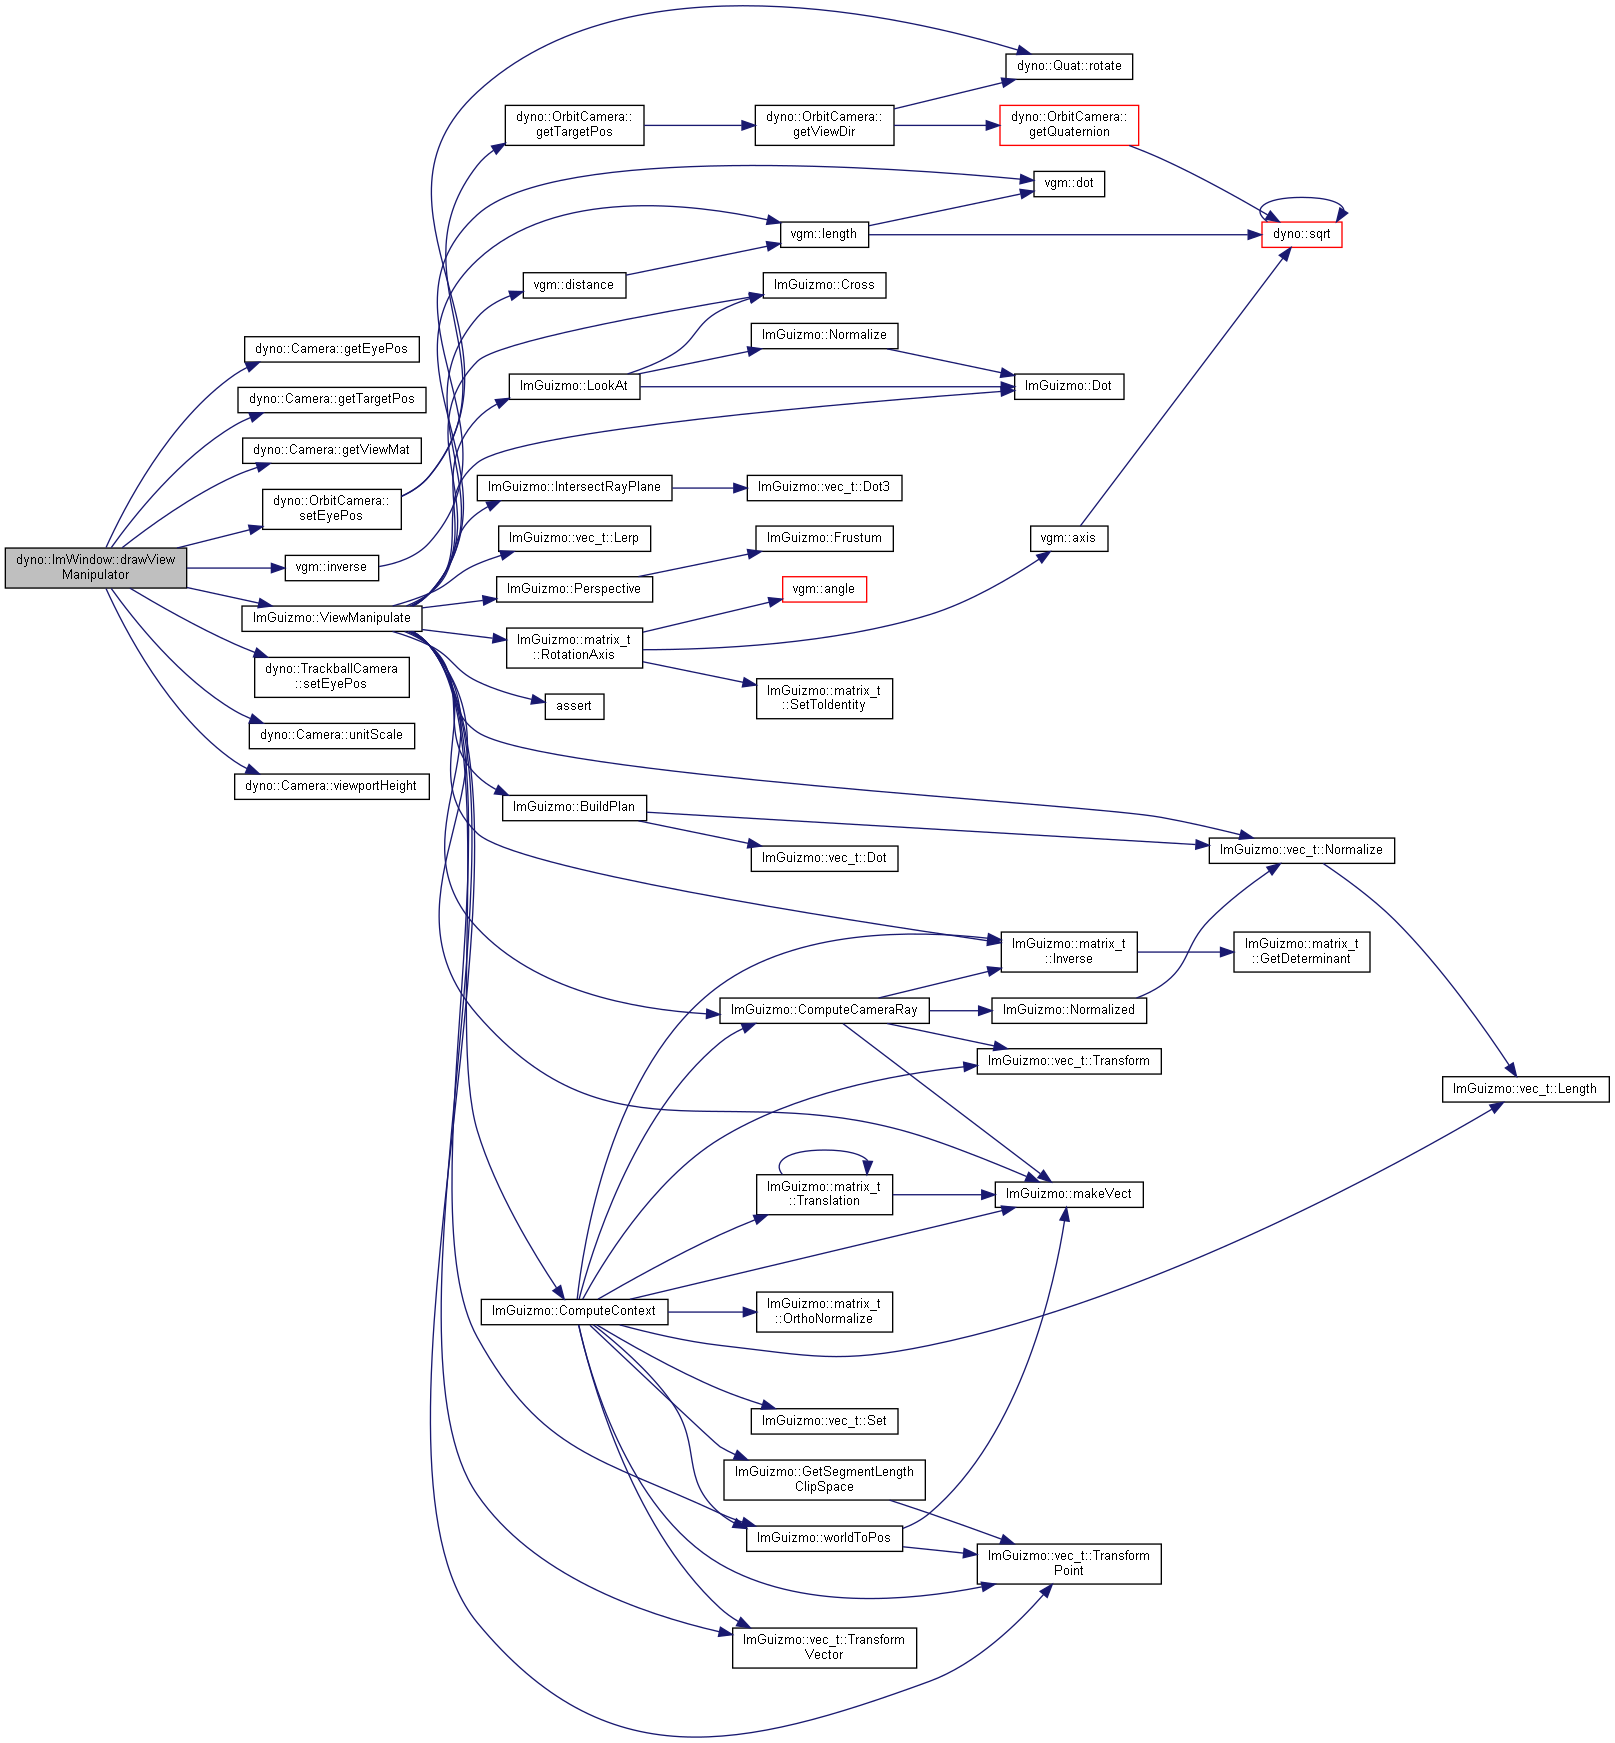 dyno::ImWindow::drawView
Manipulator
dyno::Camera::getEyePos
dyno::Camera::getTargetPos
dyno::Camera::getViewMat
dyno::OrbitCamera::
setEyePos
vgm::inverse
ImGuizmo::ViewManipulate
dyno::TrackballCamera
::setEyePos
dyno::Camera::unitScale
dyno::Camera::viewportHeight
dyno::OrbitCamera::
getTargetPos
vgm::distance
ImGuizmo::LookAt
ImGuizmo::IntersectRayPlane
ImGuizmo::vec_t::Lerp
ImGuizmo::Perspective
ImGuizmo::matrix_t
::RotationAxis
assert
ImGuizmo::BuildPlan
ImGuizmo::ComputeContext
dyno::OrbitCamera::
getViewDir
vgm::length
ImGuizmo::Cross
ImGuizmo::Normalize
ImGuizmo::vec_t::Dot3
ImGuizmo::Frustum
vgm::angle
ImGuizmo::matrix_t
::SetToIdentity
ImGuizmo::vec_t::Dot
ImGuizmo::ComputeCameraRay
ImGuizmo::matrix_t
::Translation
ImGuizmo::matrix_t
::OrthoNormalize
ImGuizmo::vec_t::Set
ImGuizmo::GetSegmentLength
ClipSpace
ImGuizmo::worldToPos
ImGuizmo::vec_t::Transform
Vector
dyno::Quat::rotate
dyno::OrbitCamera::
getQuaternion
vgm::dot
ImGuizmo::Dot
vgm::axis
ImGuizmo::matrix_t
::Inverse
ImGuizmo::Normalized
ImGuizmo::vec_t::Transform
ImGuizmo::makeVect
ImGuizmo::vec_t::Transform
Point
dyno::sqrt
ImGuizmo::vec_t::Normalize
ImGuizmo::matrix_t
::GetDeterminant
ImGuizmo::vec_t::Length